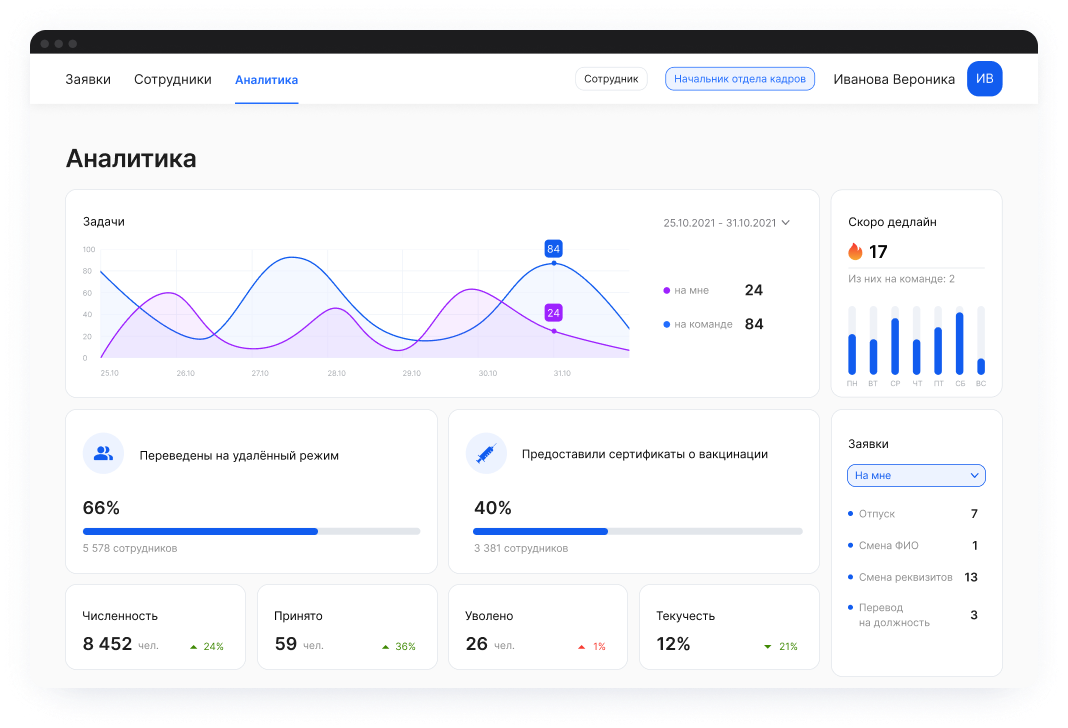 Заявки
Сотрудники
Аналитика
Сотрудник
Начальник отдела кадров
Иванова Вероника
ИВ
Аналитика
Задачи
25.10.2021 - 31.10.2021
100
80
60
40
20
0
84
24
25.10
26.10
27.10
28.10
29.10
30.10
31.10
на мне 24
на команде 84
Скоро дедлайн
17
Из них на команде: 2
ПН ВТ СР ЧТ ПТ СБ ВС
Переведены на удалённый режим
66%
5 578 сотрудников
Предоставили сертификаты о вакцинации
40%
3 381 сотрудников
Заявки
На мне
Отпуск 7
Смена ФИО 1
Смена реквизитов 13
Перевод
на должность 3
Численность
8 452 чел. 24%
Принято
59 чел. 36%
Уволено
26 чел. 1%
Текучесть
12% 21%